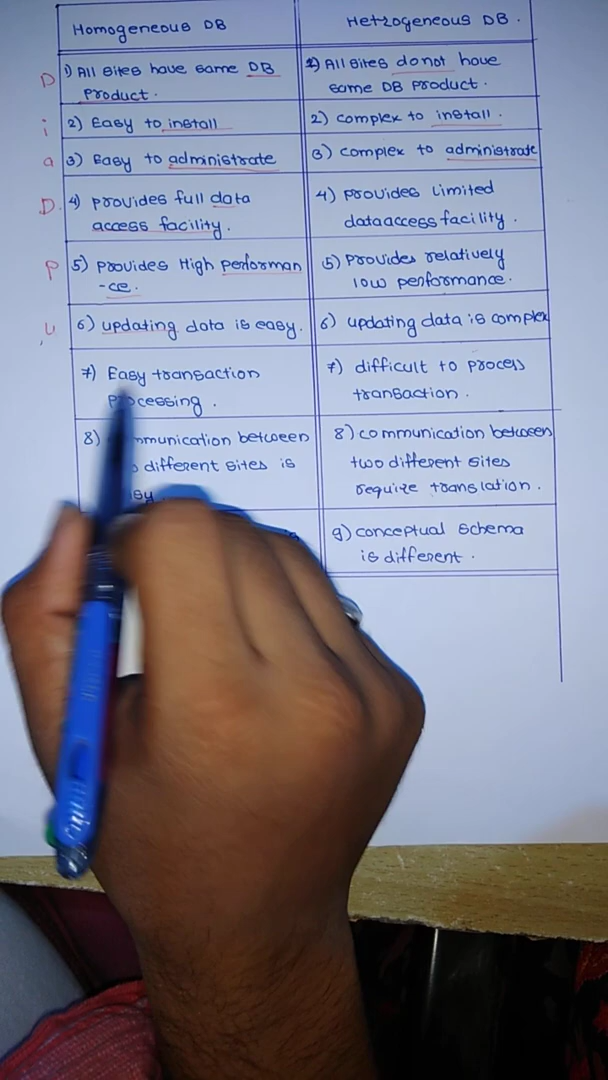 Homogeneous DB
Hetrogeneous DB.
D 1) All sites have same DB
product.
1) All sites donot have
same DB product.
i 2) Easy to install
2) complex to install.
a 3) Easy to administrate
3) complex to administrate
D. 4) provides full data
access facility.
4) provides Limited
dataaccess facility.
P 5) provides High performan
-ce.
5) provides relatively
low performance.
u 6) updating data is easy.
6) updating data is complex
7) Easy transaction
processing.
7) difficult to process
transaction.
8) between
different sites is
8) communication between
two different sites
require translation.
9) conceptual schema
is different.